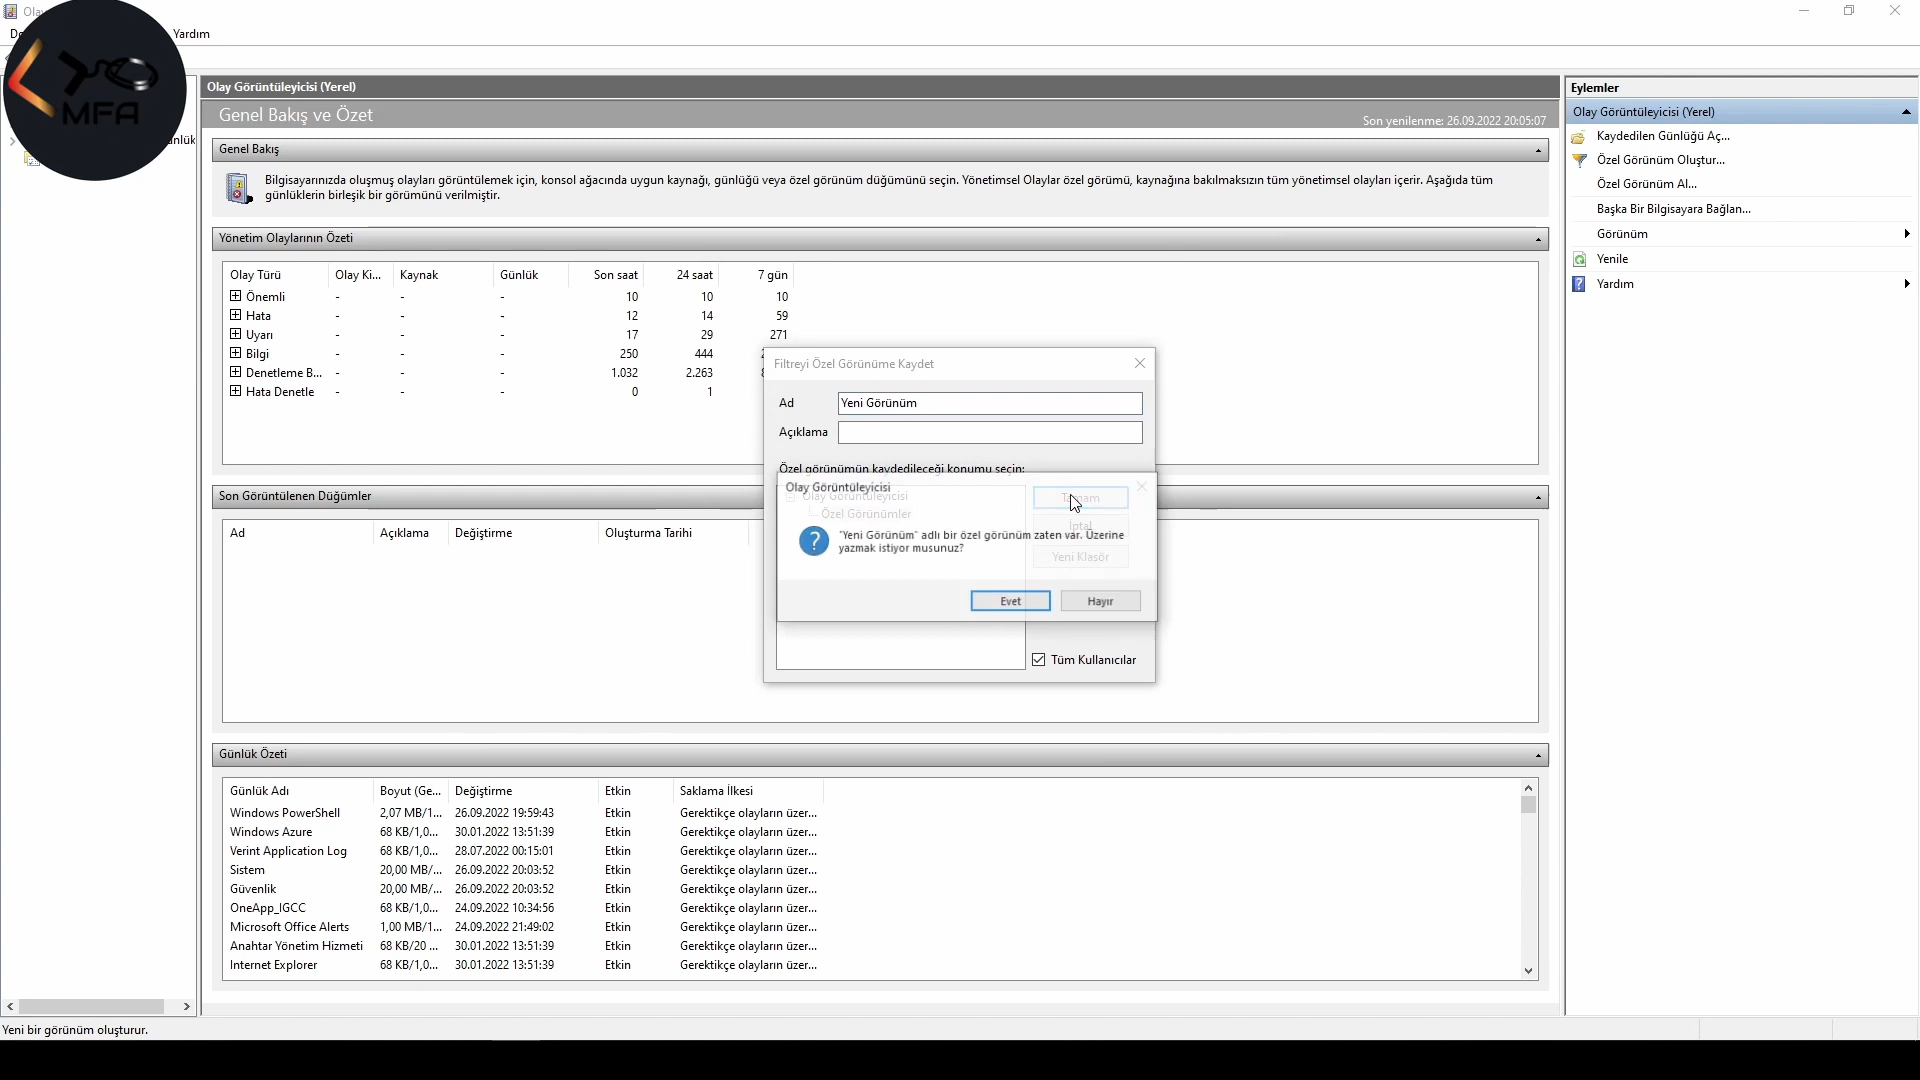 Ola
Do
Yardım
MFA
ünlük
Olay Görüntüleyicisi (Yerel)
Genel Bakış ve Özet
Son yenilenme: 26.09.2022 20:05:07
Genel Bakış
Bilgisayarınızda oluşmuş olayları görüntülemek için, konsol ağacında uygun kaynağı, günlüğü veya özel görünüm düğümünü seçin. Yönetimsel Olaylar özel görümü, kaynağına bakılmaksızın tüm yönetimsel olayları içerir. Aşağıda tüm
günlüklerin birleşik bir görümünü verilmiştir.
Yönetim Olaylarının Özeti
Olay Türü Olay Ki... Kaynak Günlük Son saat 24 saat 7 gün
Önemli - - - 10 10 10
Hata - - - 12 14 59
Uyarı - - - 17 29 271
Bilgi - - - 250 444
Denetleme B... - - - 1.032 2.263
Hata Denetle - - - 0 1
Filtreyi Özel Görünüme Kaydet
Ad Yeni Görünüm
Açıklama
Özel görünümün kaydedileceği konumu seçin:
Olay Görüntüleyicisi
Olay Görüntüleyicisi
Özel Görünümler
Tamam
İptal
Yeni Klasör
"Yeni Görünüm" adlı bir özel görünüm zaten var. Üzerine
yazmak istiyor musunuz?
Evet Hayır
Tüm Kullanıcılar
Son Görüntülenen Düğümler
Ad Açıklama Değiştirme Oluşturma Tarihi
Günlük Özeti
Günlük Adı Boyut (Ge... Değiştirme Etkin Saklama İlkesi
Windows PowerShell 2,07 MB/1... 26.09.2022 19:59:43 Etkin Gerektikçe olayların üzer...
Windows Azure 68 KB/1,0... 30.01.2022 13:51:39 Etkin Gerektikçe olayların üzer...
Verint Application Log 68 KB/1,0... 28.07.2022 00:15:01 Etkin Gerektikçe olayların üzer...
Sistem 20,00 MB/... 26.09.2022 20:03:52 Etkin Gerektikçe olayların üzer...
Güvenlik 20,00 MB/... 26.09.2022 20:03:52 Etkin Gerektikçe olayların üzer...
OneApp_IGCC 68 KB/1,0... 24.09.2022 10:34:56 Etkin Gerektikçe olayların üzer...
Microsoft Office Alerts 1,00 MB/1... 24.09.2022 21:49:02 Etkin Gerektikçe olayların üzer...
Anahtar Yönetim Hizmeti 68 KB/20 ... 30.01.2022 13:51:39 Etkin Gerektikçe olayların üzer...
Internet Explorer 68 KB/1,0... 30.01.2022 13:51:39 Etkin Gerektikçe olayların üzer...
Eylemler
Olay Görüntüleyicisi (Yerel)
Kaydedilen Günlüğü Aç...
Özel Görünüm Oluştur...
Özel Görünüm Al...
Başka Bir Bilgisayara Bağlan...
Görünüm
Yenile
Yardım
Yeni bir görünüm oluşturur.